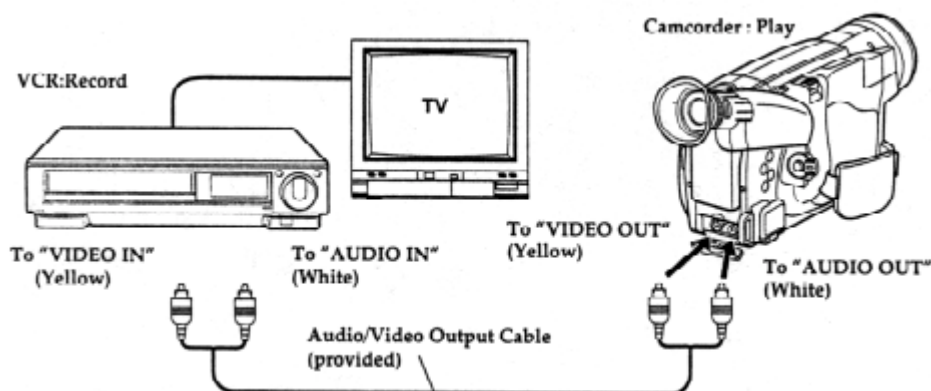 Camcorder : Play
VCR:Record
TV
To "VIDEO IN"
(Yellow)
To "AUDIO IN"
(White)
To "VIDEO OUT"
(Yellow)
To "AUDIO OUT"
(White)
Audio/Video Output Cable
(provided)